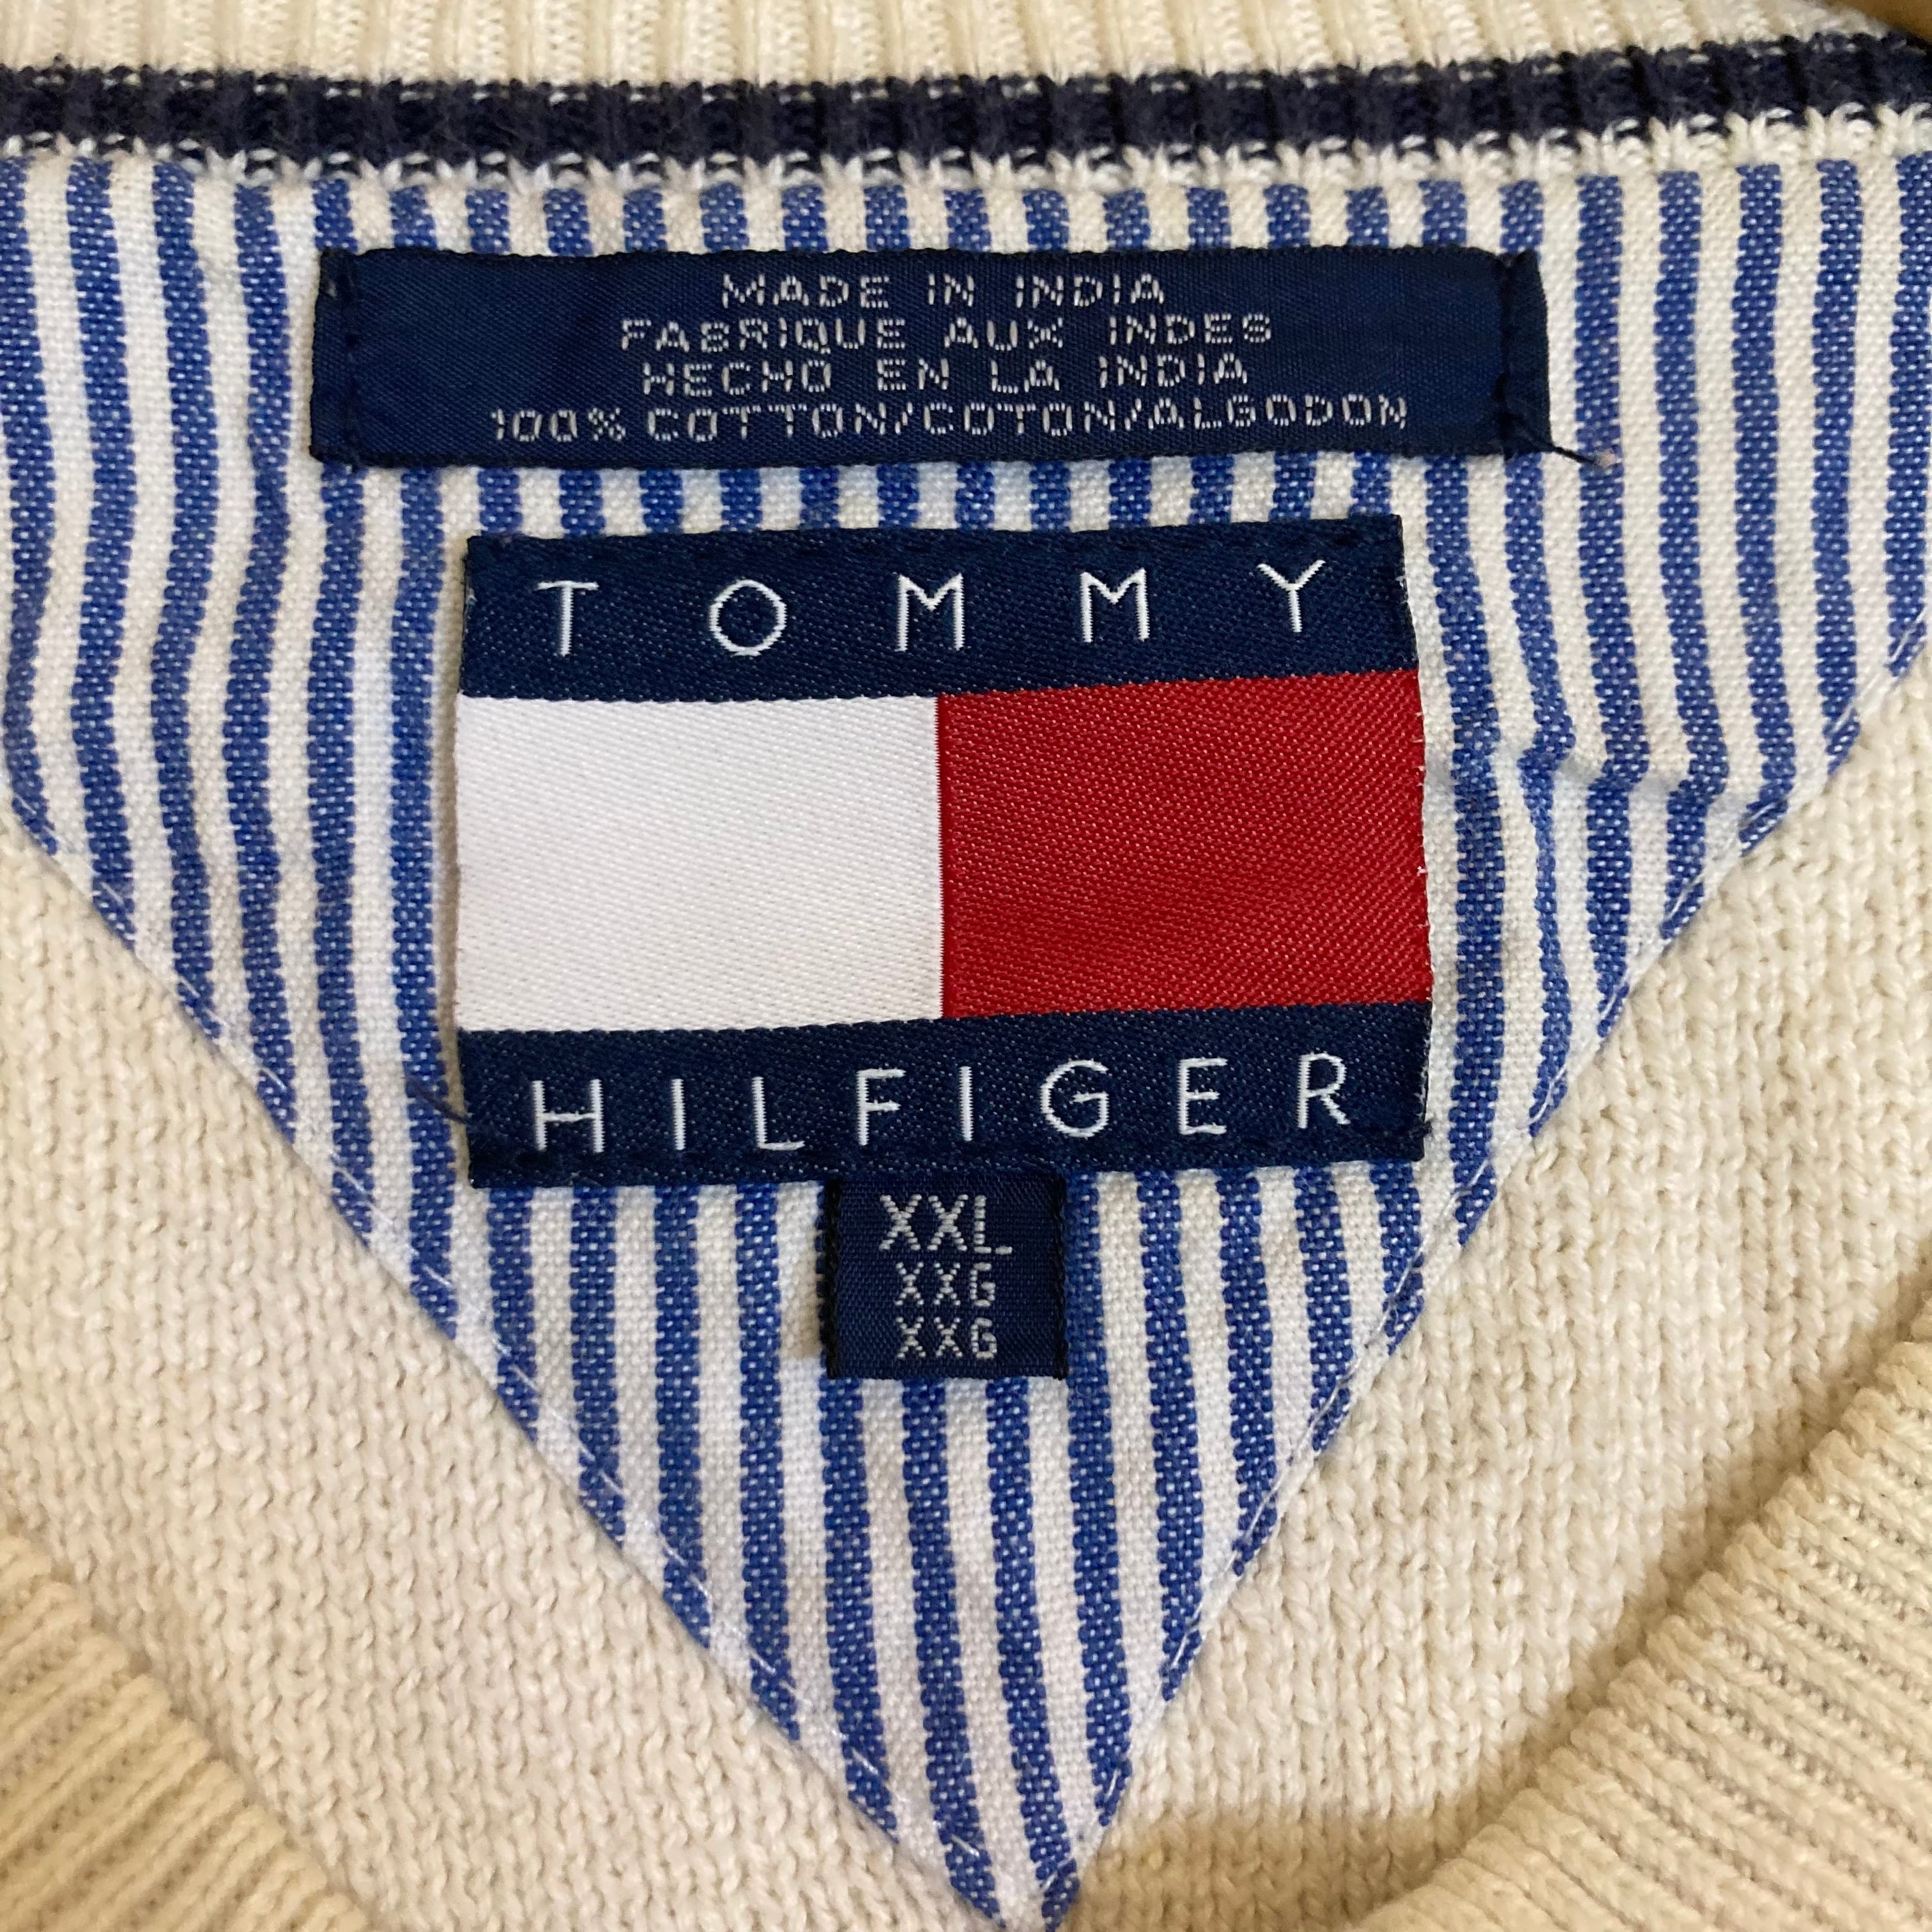 MADE IN INDIA
FABRIQUE AUX INDES
HECHO EN LA INDIA
100% COTTON/COTON/ALGODON
TOMMY
HILFIGER
XXL
XXG
XXG